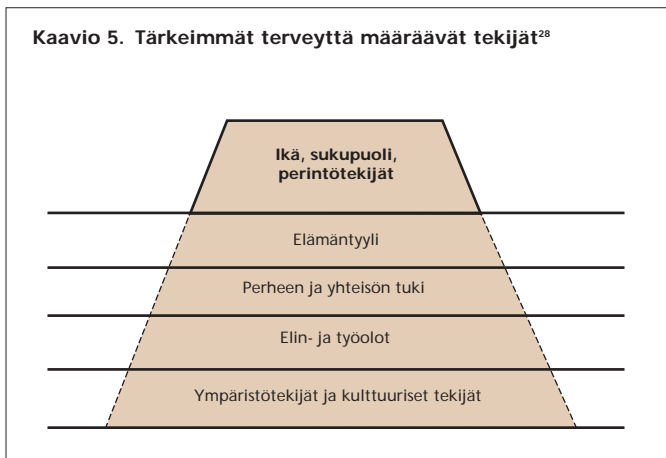 Kaavio 5. Tärkeimmät terveyttä määräävät tekijät²⁸
Ikä, sukupuoli,
perintötekijät
Elämäntyyli
Perheen ja yhteisön tuki
Elin- ja työolot
Ympäristötekijät ja kulttuuriset tekijät